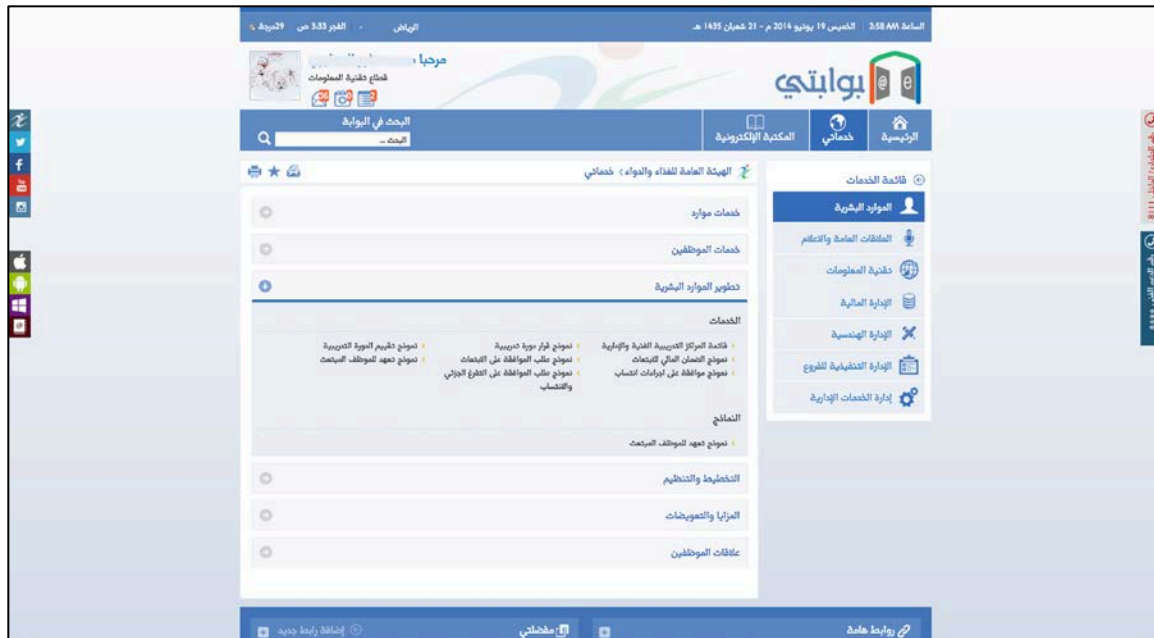 الساعة 2:58 AM | الخميس 19 يونيو 2014 م - 21 شعبان 1435 هـ
الرياض - الفجر 3:33 ص 29درجة
بوابتي
مرحبا
قطاع تقنية المعلومات
الرئيسية
خدماتي
المكتبة الإلكترونية
البحث في البوابة
البحث ...
الهيئة العامة للغذاء والدواء > خدماتي
قائمة الخدمات
الموارد البشرية
العلاقات العامة والاعلام
تقنية المعلومات
الإدارة المالية
الإدارة الهندسية
الإدارة التنفيذية للفروع
إدارة الخدمات الإدارية
خدمات موارد
خدمات الموظفين
تطوير الموارد البشرية
الخدمات
قائمة المراكز التدريبية الفنية والإدارية
نموذج الضمان المالي للابتعاث
نموذج موافقة على اجراءات انتساب
نموذج قرار دورة تدريبية
نموذج طلب الموافقة على الابتعاث
نموذج طلب الموافقة على التفرغ الجزئي
والانتساب
نموذج تقييم الدورة التدريبية
نموذج تعهد للموظف المبتعث
النماذج
نموذج تعهد للموظف المبتعث
التخطيط والتنظيم
المزايا والتعويضات
علاقات الموظفين
روابط هامة
مفضلتي
إضافة رابط جديد